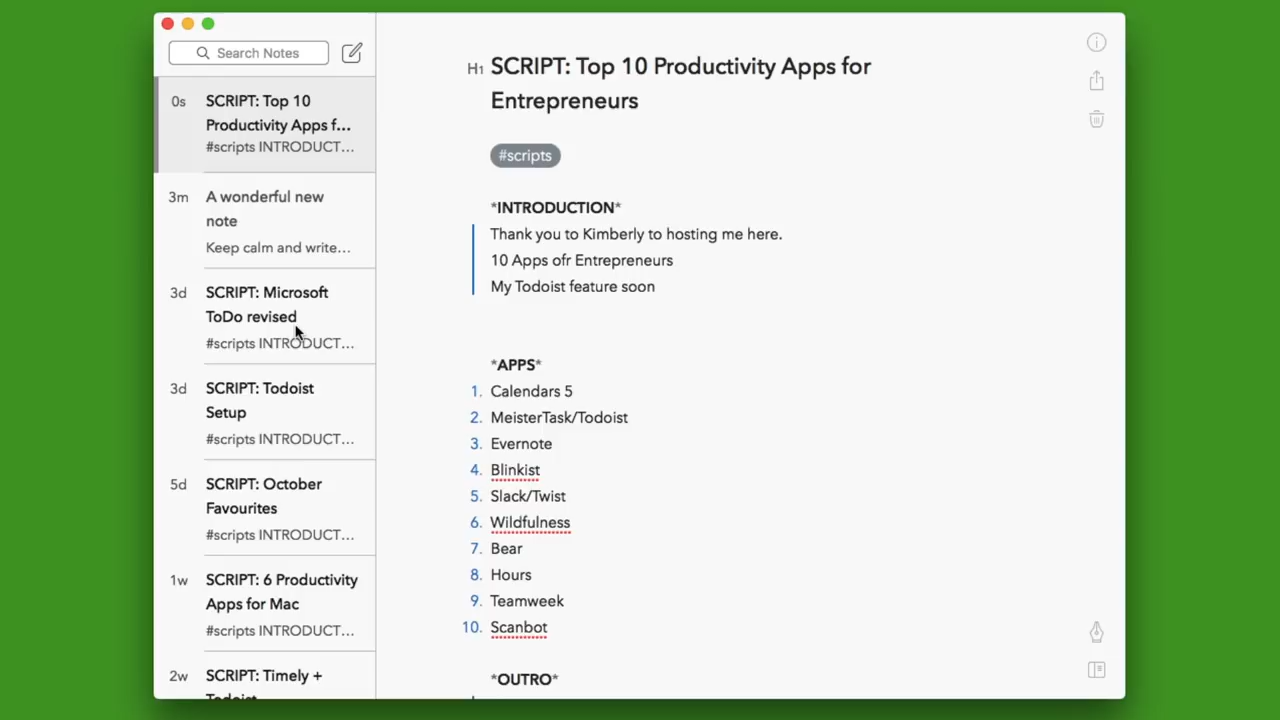 Search Notes
0s
SCRIPT: Top 10
Productivity Apps f...
#scripts INTRODUCT...
3m
A wonderful new
note
Keep calm and write...
3d
SCRIPT: Microsoft
ToDo revised
#scripts INTRODUCT...
3d
SCRIPT: Todoist
Setup
#scripts INTRODUCT...
5d
SCRIPT: October
Favourites
#scripts INTRODUCT...
1w
SCRIPT: 6 Productivity
Apps for Mac
#scripts INTRODUCT...
2w
SCRIPT: Timely +
Todoist
H1 SCRIPT: Top 10 Productivity Apps for
Entrepreneurs
#scripts
*INTRODUCTION*
Thank you to Kimberly to hosting me here.
10 Apps ofr Entrepreneurs
My Todoist feature soon
*APPS*
1. Calendars 5
2. MeisterTask/Todoist
3. Evernote
4. Blinkist
5. Slack/Twist
6. Wildfulness
7. Bear
8. Hours
9. Teamweek
10. Scanbot
*OUTRO*